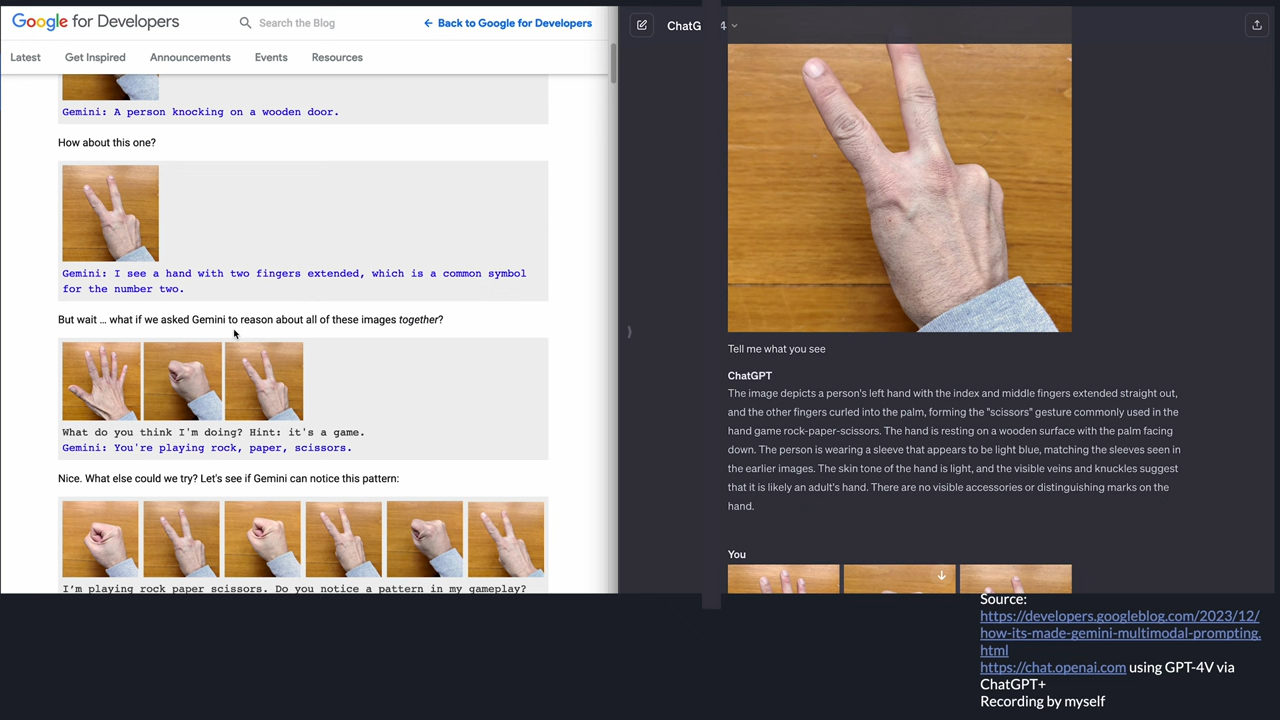 Google for Developers
Search the Blog
← Back to Google for Developers
Latest
Get Inspired
Announcements
Events
Resources
Gemini: A person knocking on a wooden door.
How about this one?
Gemini: I see a hand with two fingers extended, which is a common symbol
for the number two.
But wait … what if we asked Gemini to reason about all of these images together?
What do you think I'm doing? Hint: it's a game.
Gemini: You're playing rock, paper, scissors.
Nice. What else could we try? Let's see if Gemini can notice this pattern:
I’m playing rock paper scissors. Do you notice a pattern in my gameplay?
ChatG 4
Tell me what you see
ChatGPT
The image depicts a person's left hand with the index and middle fingers extended straight out,
and the other fingers curled into the palm, forming the "scissors" gesture commonly used in the
hand game rock-paper-scissors. The hand is resting on a wooden surface with the palm facing
down. The person is wearing a sleeve that appears to be light blue, matching the sleeves seen in
the earlier images. The skin tone of the hand is light, and the visible veins and knuckles suggest
that it is likely an adult's hand. There are no visible accessories or distinguishing marks on the
hand.
You
Source:
https://developers.googleblog.com/2023/12/
how-its-made-gemini-multimodal-prompting.
html
https://chat.openai.com using GPT-4V via
ChatGPT+
Recording by myself